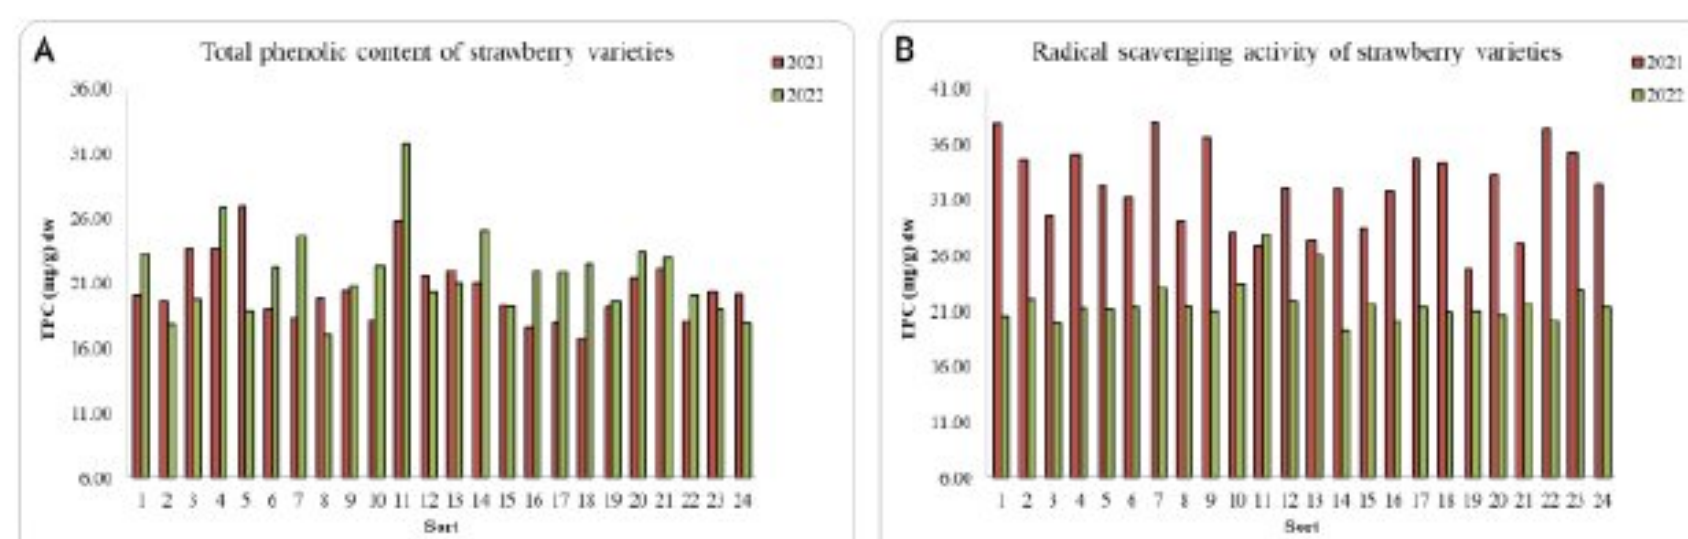 A
Total phenolic content of strawberry varieties
2021
2022
36.00
31.00
26.00
21.00
16.00
11.00
6.00
TPC (mg/g) dw
1 2 3 4 5 6 7 8 9 10 11 12 13 14 15 16 17 18 19 20 21 22 23 24
Sort
B
Radical scavenging activity of strawberry varieties
2021
2022
41.00
36.00
31.00
26.00
21.00
16.00
11.00
6.00
TPC (mg/g) dw
1 2 3 4 5 6 7 8 9 10 11 12 13 14 15 16 17 18 19 20 21 22 23 24
Sort